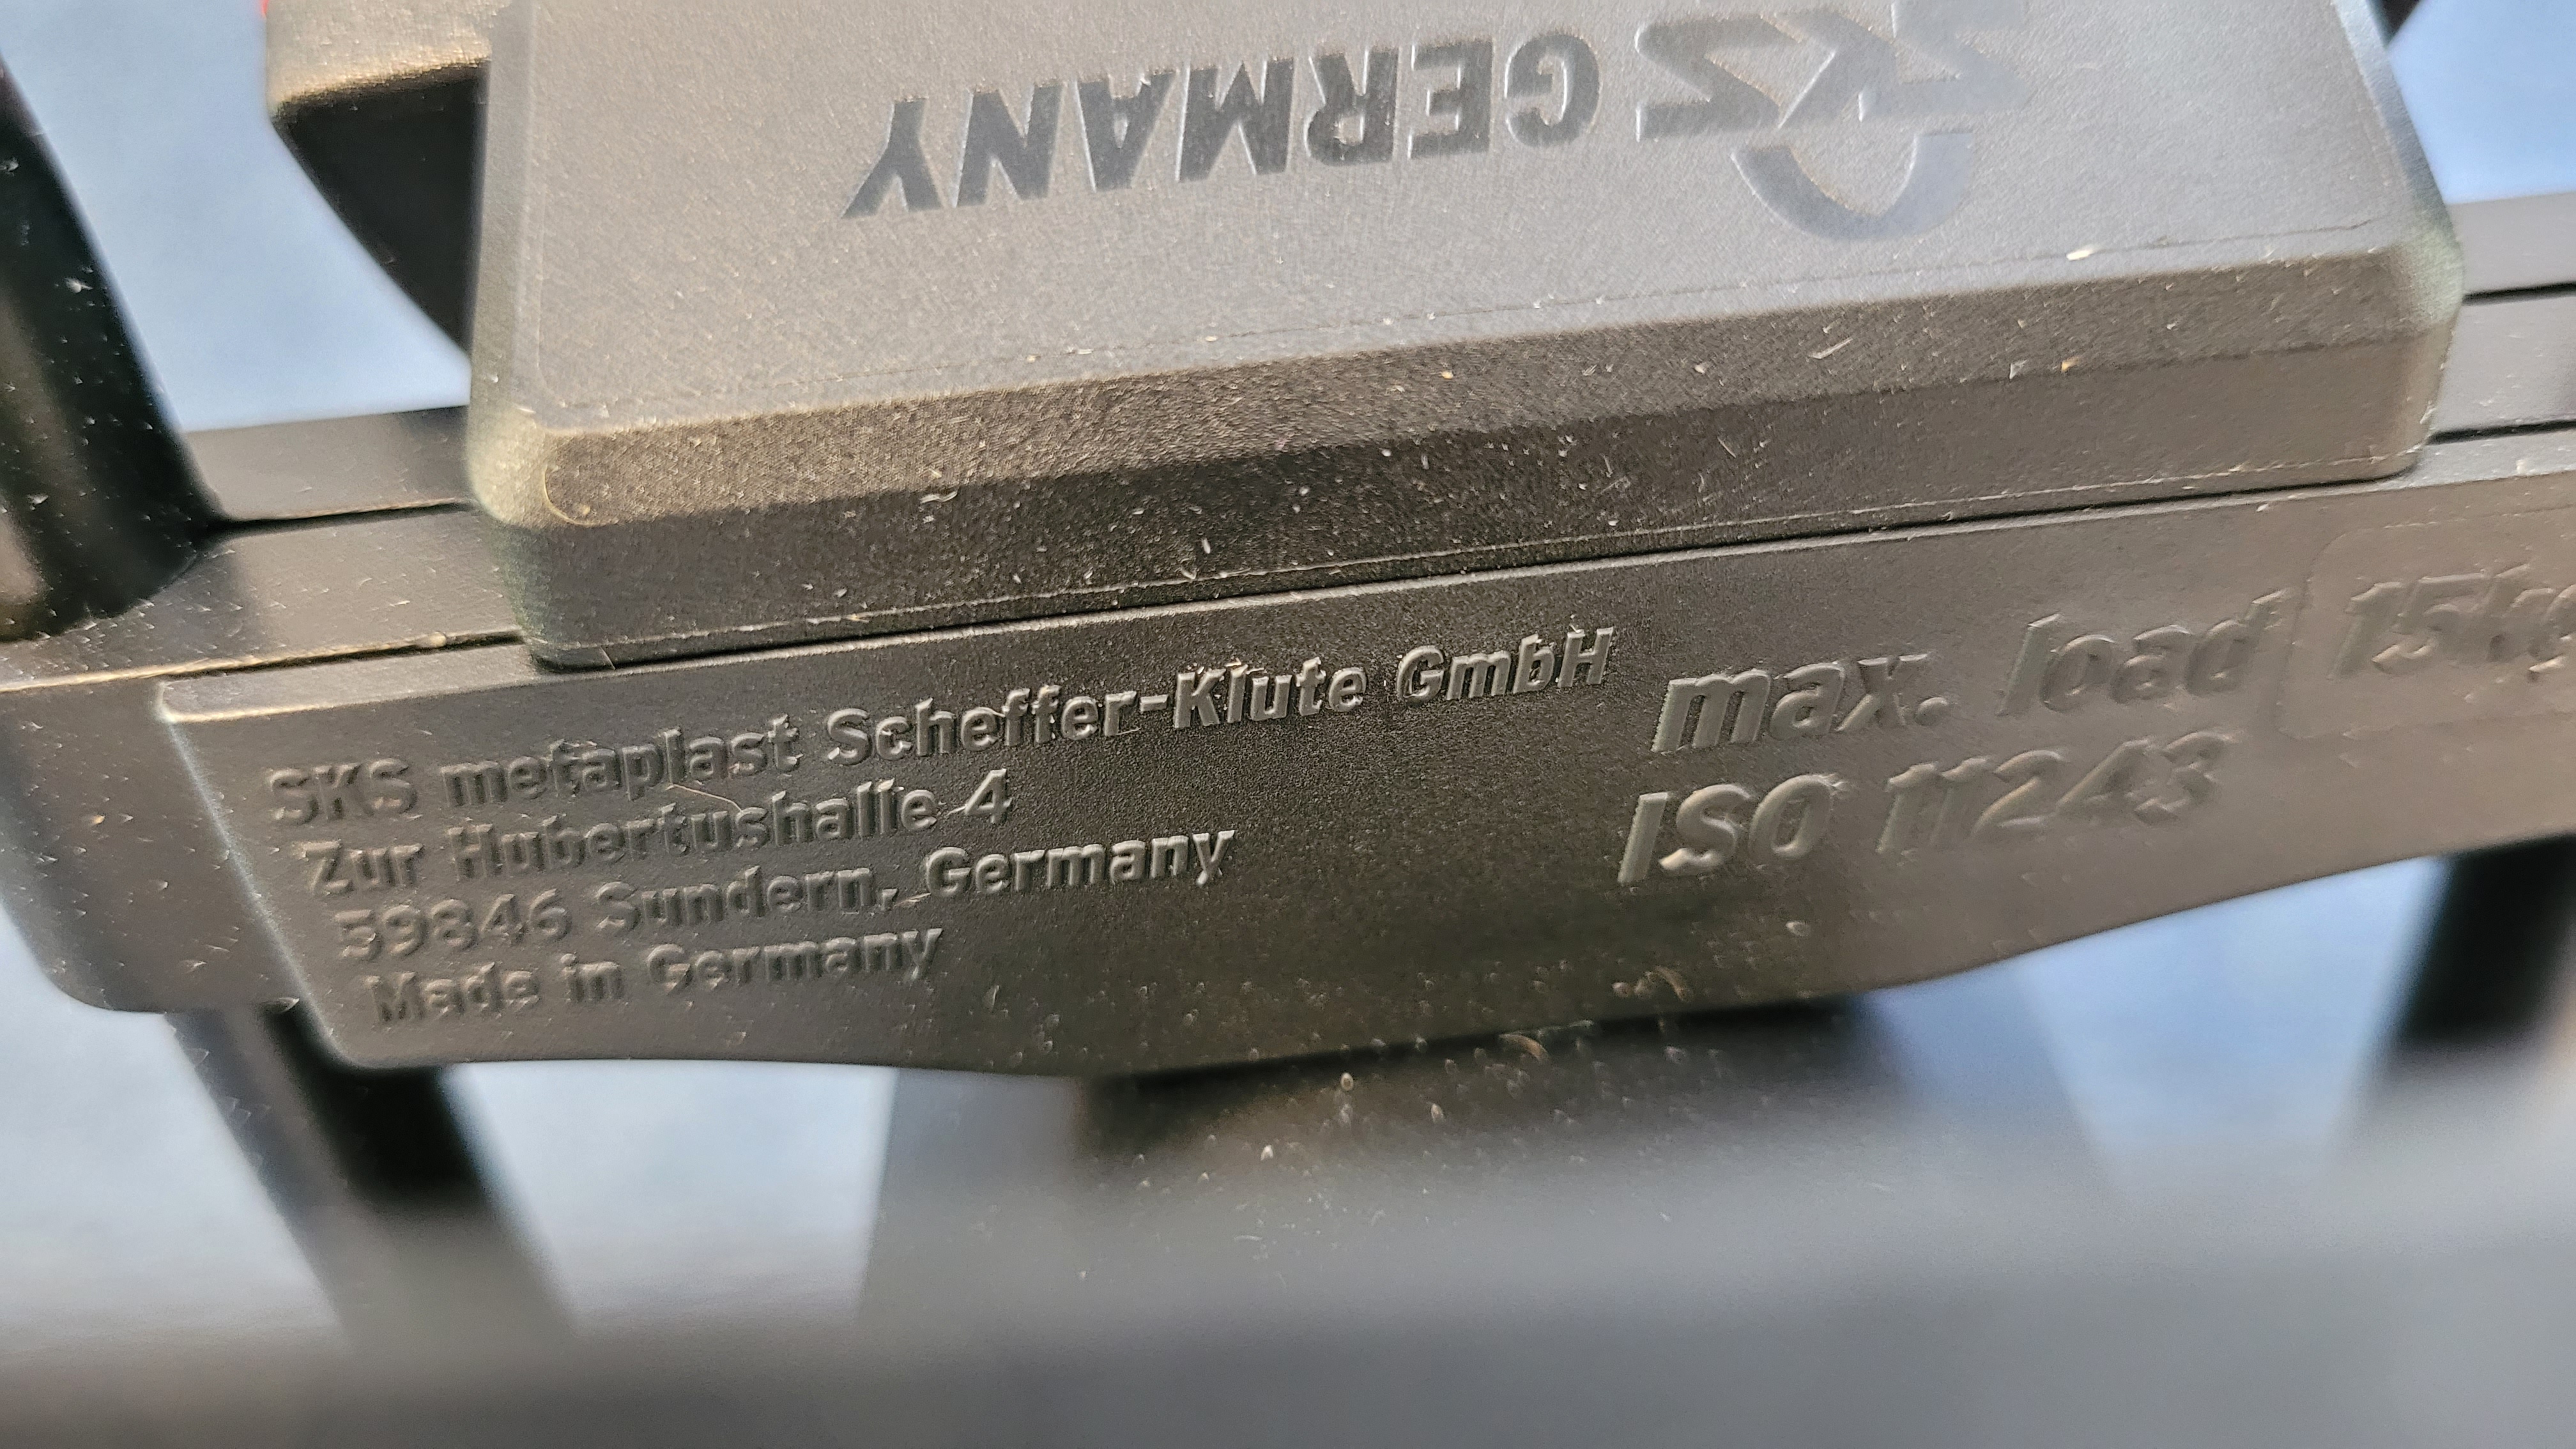 SKS GERMANY
SKS metaplast Scheffer-Klute GmbH
Zur Hubertushalle 4
59846 Sundern, Germany
Made in Germany
max. load 15kg
ISO 11243